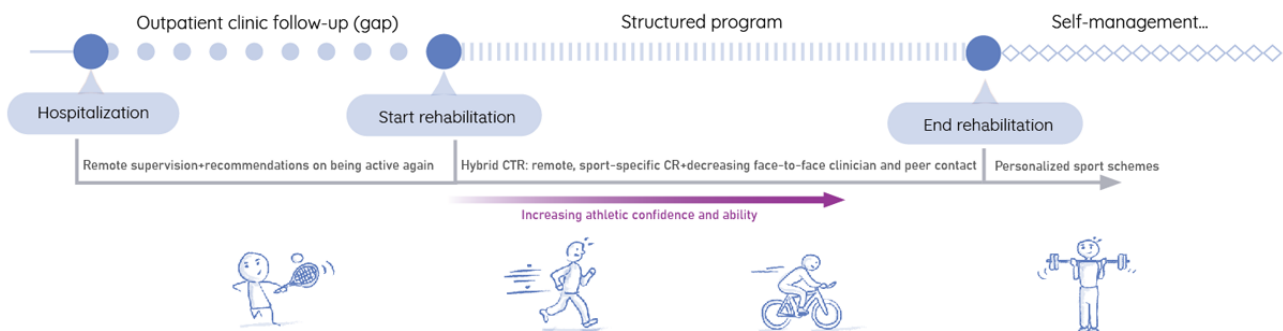 Outpatient clinic follow-up (gap)
Structured program
Self-management...
Hospitalization
Start rehabilitation
End rehabilitation
Remote supervision+recommendations on being active again
Hybrid CTR: remote, sport-specific CR+decreasing face-to-face clinician and peer contact
Personalized sport schemes
Increasing athletic confidence and ability